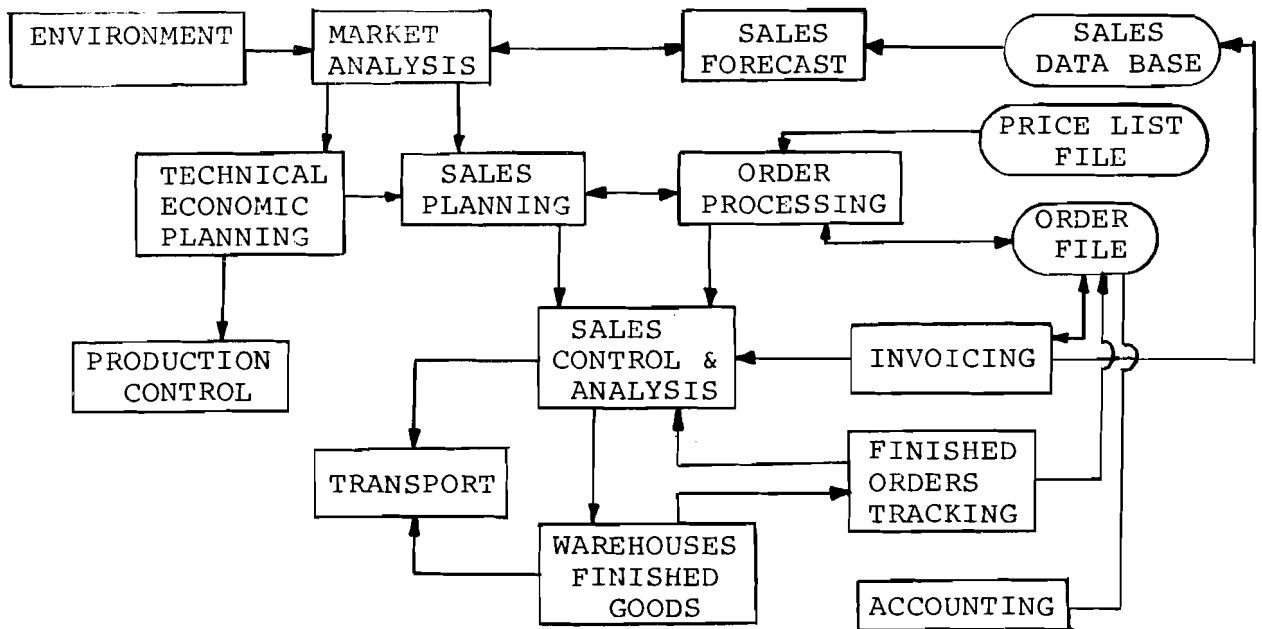 ENVIRONMENT
MARKET
ANALYSIS
SALES
FORECAST
SALES
DATA BASE
PRICE LIST
FILE
TECHNICAL
ECONOMIC
PLANNING
SALES
PLANNING
ORDER
PROCESSING
ORDER
FILE
PRODUCTION
CONTROL
SALES
CONTROL &
ANALYSIS
INVOICING
TRANSPORT
FINISHED
ORDERS
TRACKING
WAREHOUSES
FINISHED
GOODS
ACCOUNTING